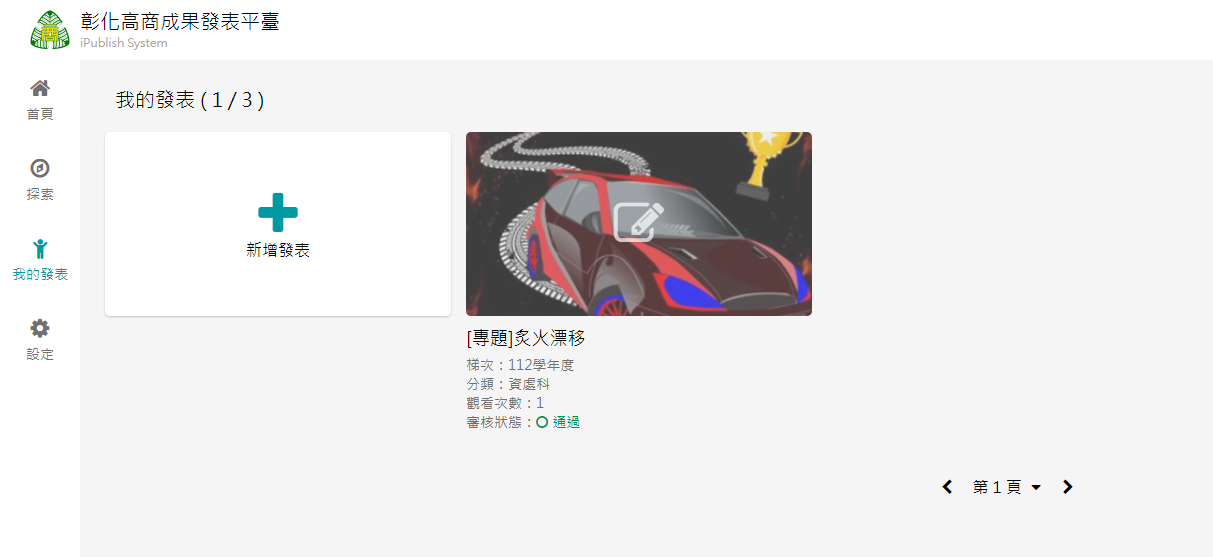 彰化高商成果發表平臺
iPublish System
首頁
探索
我的發表
設定
我的發表 ( 1 / 3 )
新增發表
[專題]炙火漂移
梯次：112學年度
分類：資處科
觀看次數：1
審核狀態：通過
第 1 頁